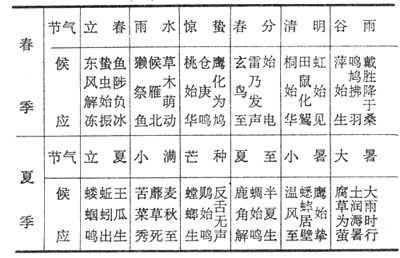 春季
节气 立春 雨水 惊蛰 春分 清明 谷雨
候应
东风解冻
蛰虫始振
鱼陟负冰
獭祭鱼
候雁北
草木萌动
桃始华
仓庚鸣
鹰化为鸠
玄鸟至
雷乃发声
始电
桐始华
田鼠化鴽
虹始见
萍始生
鸣鸠拂羽
戴胜降于桑
夏季
节气 立夏 小满 芒种 夏至 小暑 大暑
候应
蝼蝈鸣
蚯蚓出
王瓜生
苦菜秀
靡草死
麦秋至
螳螂生
鵙始鸣
反舌无声
鹿角解
蜩始鸣
半夏生
温风至
蟋蟀居壁
鹰始挚
腐草为萤
土润溽暑
大雨时行